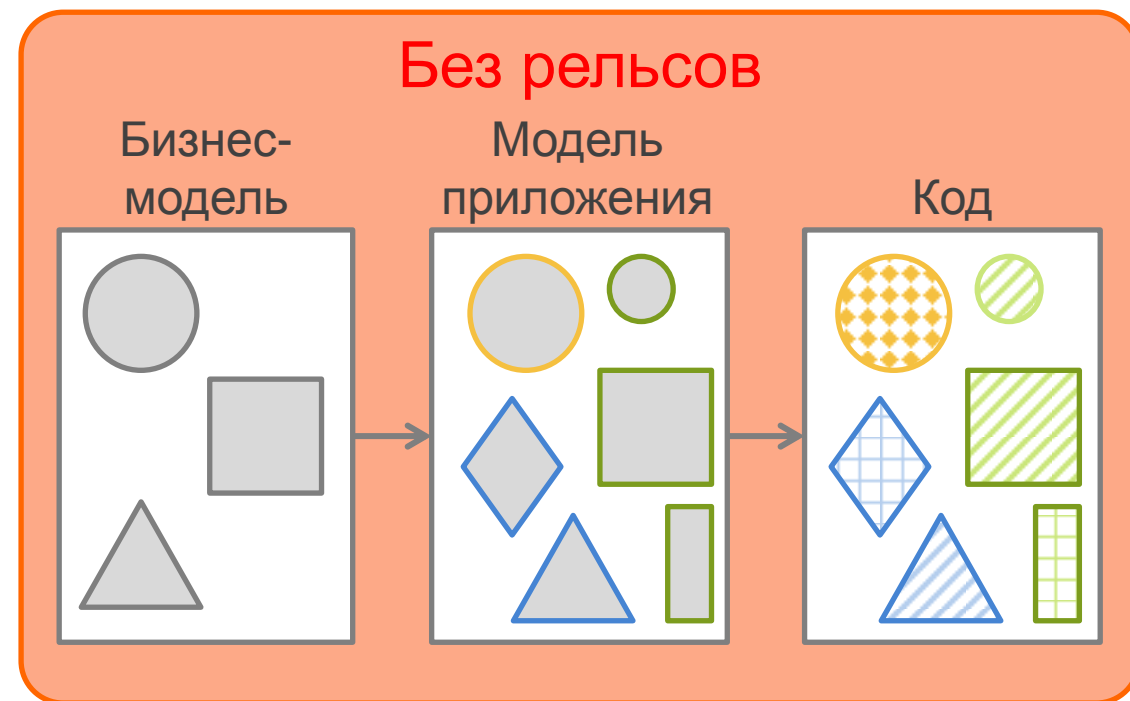 Без рельсов
Бизнес-
модель
Модель
приложения
Код